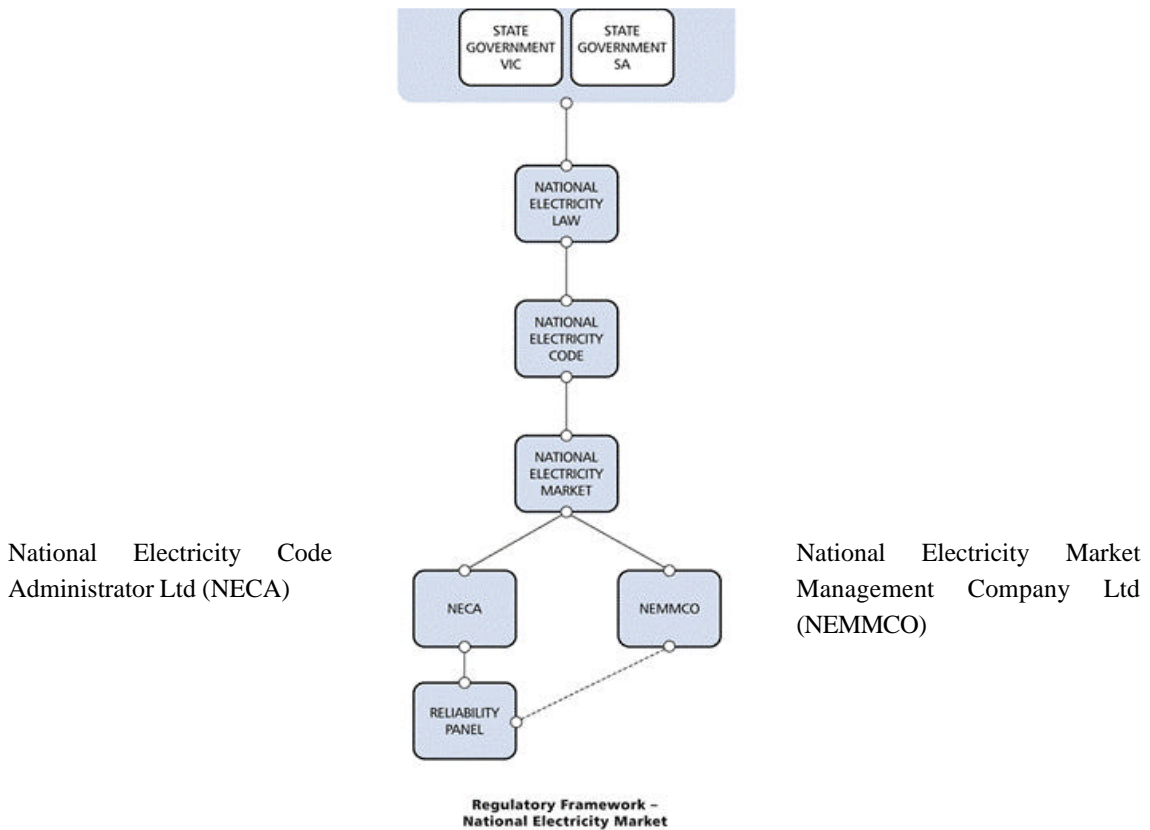 STATE
GOVERNMENT
VIC
STATE
GOVERNMENT
SA
NATIONAL
ELECTRICITY
LAW
NATIONAL
ELECTRICITY
CODE
NATIONAL
ELECTRICITY
MARKET
National Electricity Code
Administrator Ltd (NECA)
NECA
NEMMCO
National Electricity Market
Management Company Ltd
(NEMMCO)
RELIABILITY
PANEL
Regulatory Framework –
National Electricity Market